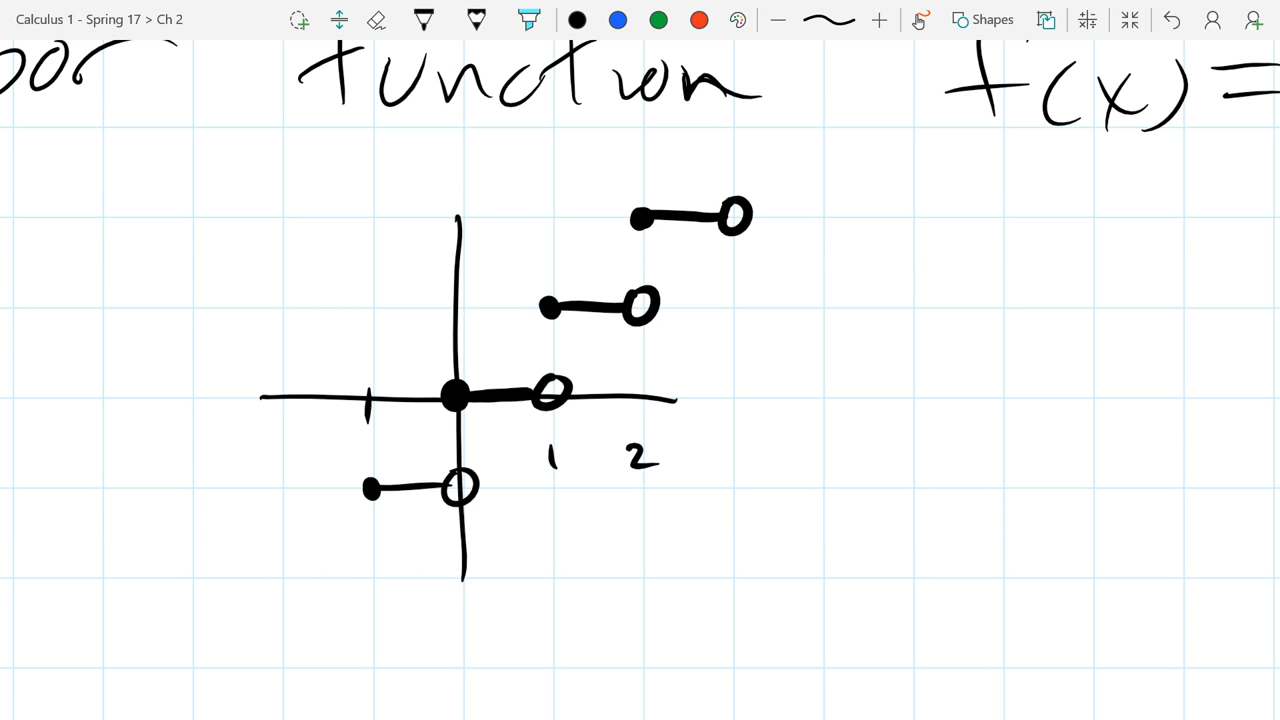 Calculus 1 - Spring 17 > Ch 2
Shapes
function f(x) =
1 2